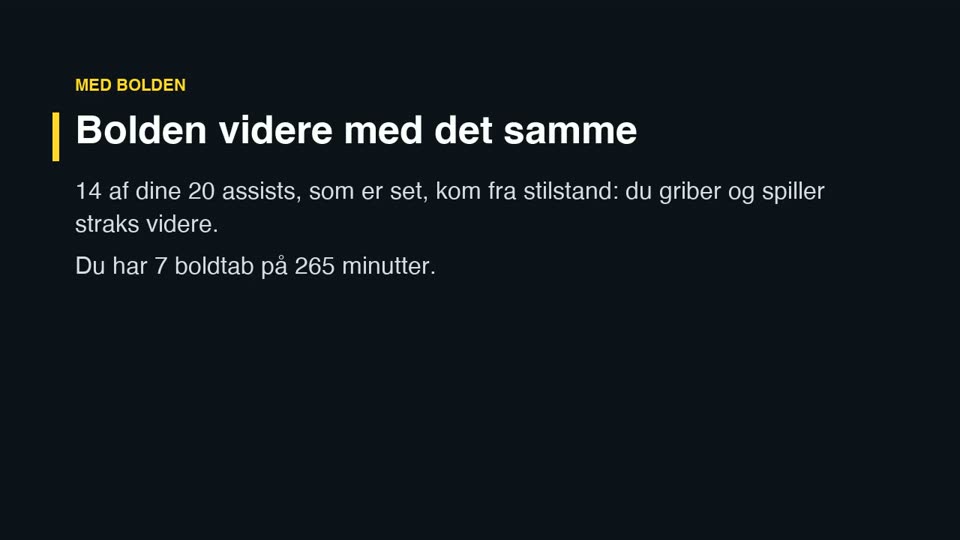 MED BOLDEN
Bolden videre med det samme
14 af dine 20 assists, som er set, kom fra stilstand: du griber og spiller
straks videre.
Du har 7 boldtab på 265 minutter.